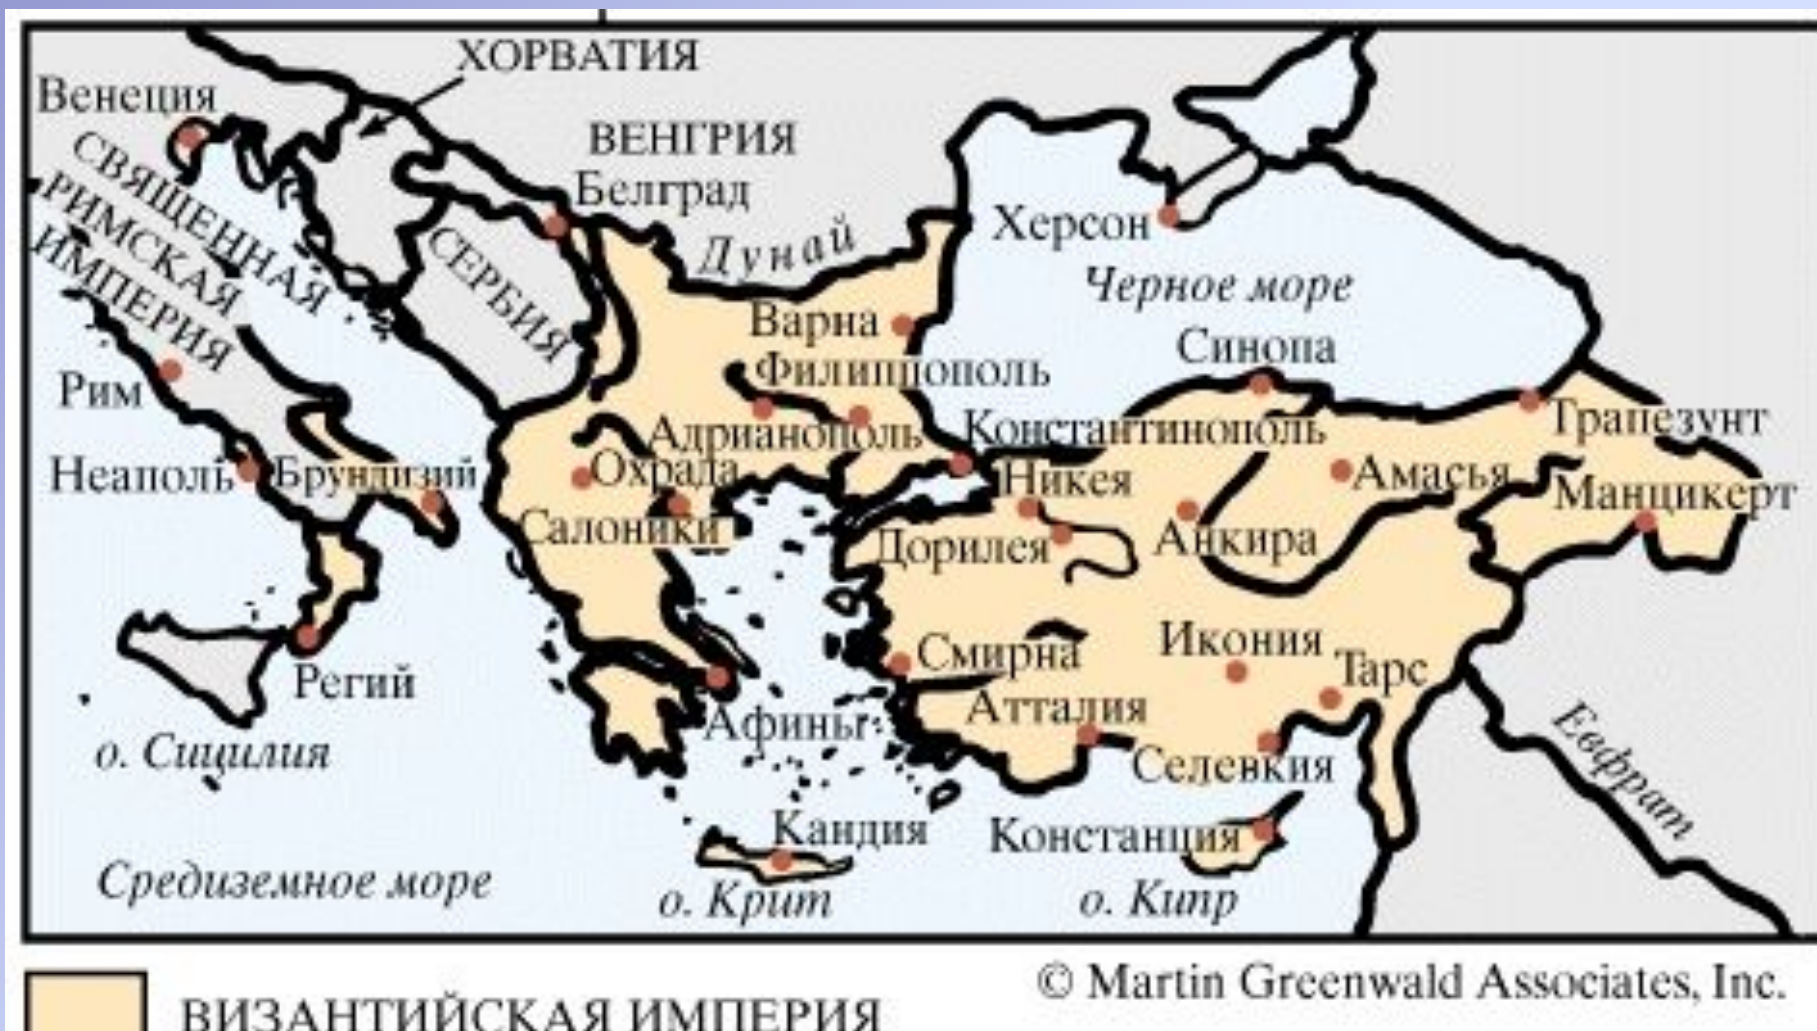 ХОРВАТИЯ
Венеция
ВЕНГРИЯ
Белград
СВЯЩЕННАЯ
РИМСКАЯ
ИМПЕРИЯ
СЕРБИЯ
Дунай
Херсон
Черное море
Варна
Синопа
Филиппополь
Рим
Адрианополь
Константинополь
Трапезунт
Неаполь
Брундизий
Охрида
Никея
Амасья
Манцикерт
Салоники
Дорилея
Анкира
Регий
Смирна
Икония
Тарс
Атталия
Афины
о. Сицилия
Селевкия
Евфрат
Кандия
Констанция
Средиземное море
о. Крит
о. Кипр
© Martin Greenwald Associates, Inc.
ВИЗАНТИЙСКАЯ ИМПЕРИЯ